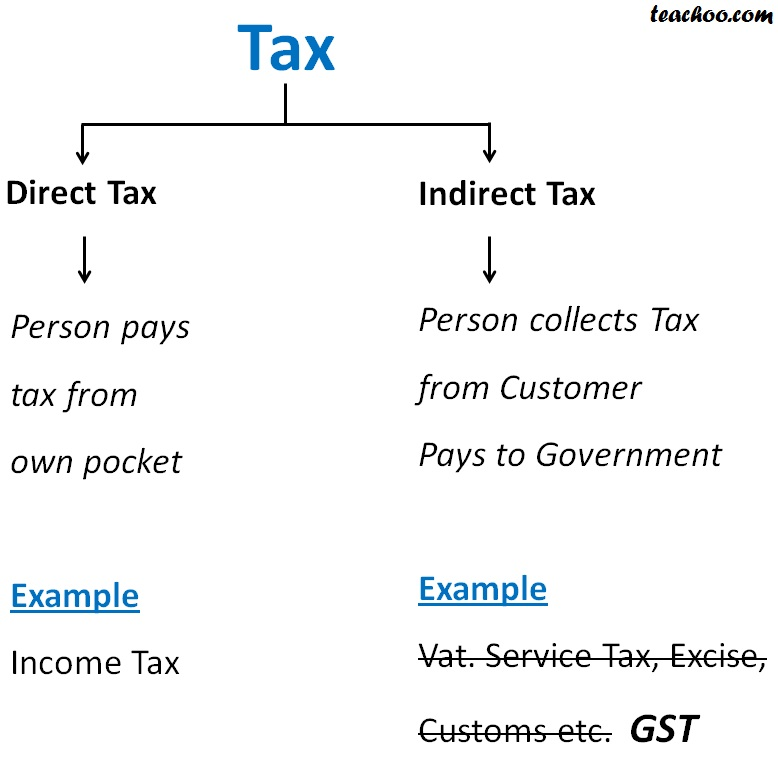 teachoo.com
Tax
Direct Tax
Person pays
tax from
own pocket
Example
Income Tax
Indirect Tax
Person collects Tax
from Customer
Pays to Government
Example
Vat. Service Tax, Excise,
Customs etc. GST